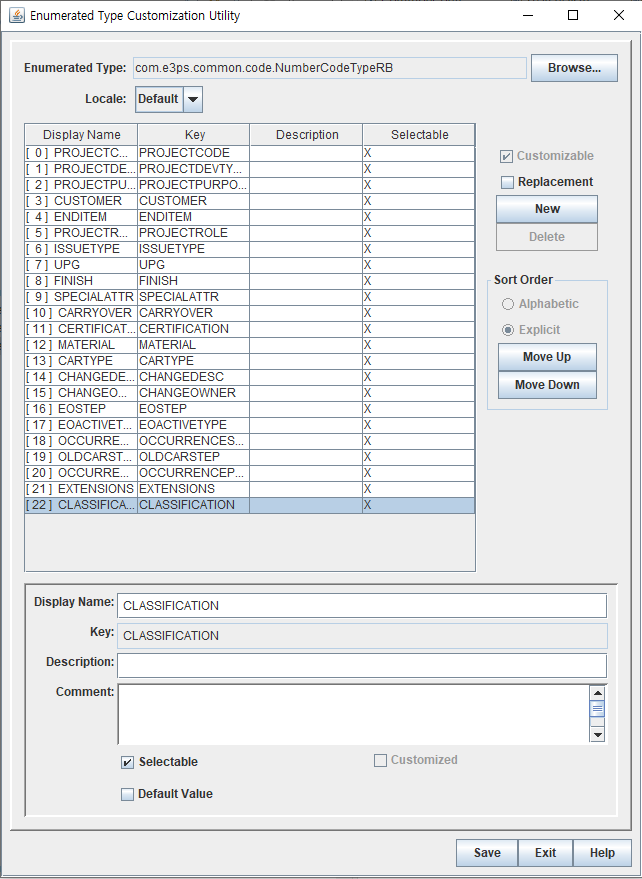 Enumerated Type Customization Utility
Enumerated Type: com.e3ps.common.code.NumberCodeTypeRB Browse...
Locale: Default
Display Name Key Description Selectable
[ 0 ] PROJECTC... PROJECTCODE X
[ 1 ] PROJECTDE... PROJECTDEVTY... X
[ 2 ] PROJECTPU... PROJECTPURPO... X
[ 3 ] CUSTOMER CUSTOMER X
[ 4 ] ENDITEM ENDITEM X
[ 5 ] PROJECTR... PROJECTROLE X
[ 6 ] ISSUETYPE ISSUETYPE X
[ 7 ] UPG UPG X
[ 8 ] FINISH FINISH X
[ 9 ] SPECIALATTR SPECIALATTR X
[ 10 ] CARRYOVER CARRYOVER X
[ 11 ] CERTIFICAT... CERTIFICATION X
[ 12 ] MATERIAL MATERIAL X
[ 13 ] CARTYPE CARTYPE X
[ 14 ] CHANGEDE... CHANGEDESC X
[ 15 ] CHANGEO... CHANGEOWNER X
[ 16 ] EOSTEP EOSTEP X
[ 17 ] EOACTIVET... EOACTIVETYPE X
[ 18 ] OCCURRE... OCCURRENCES... X
[ 19 ] OLDCARST... OLDCARSTEP X
[ 20 ] OCCURRE... OCCURRENCEP... X
[ 21 ] EXTENSIONS EXTENSIONS X
[ 22 ] CLASSIFICA... CLASSIFICATION X
Customizable
Replacement
New
Delete
Sort Order
Alphabetic
Explicit
Move Up
Move Down
Display Name: CLASSIFICATION
Key: CLASSIFICATION
Description:
Comment:
Selectable Customized
Default Value
Save Exit Help